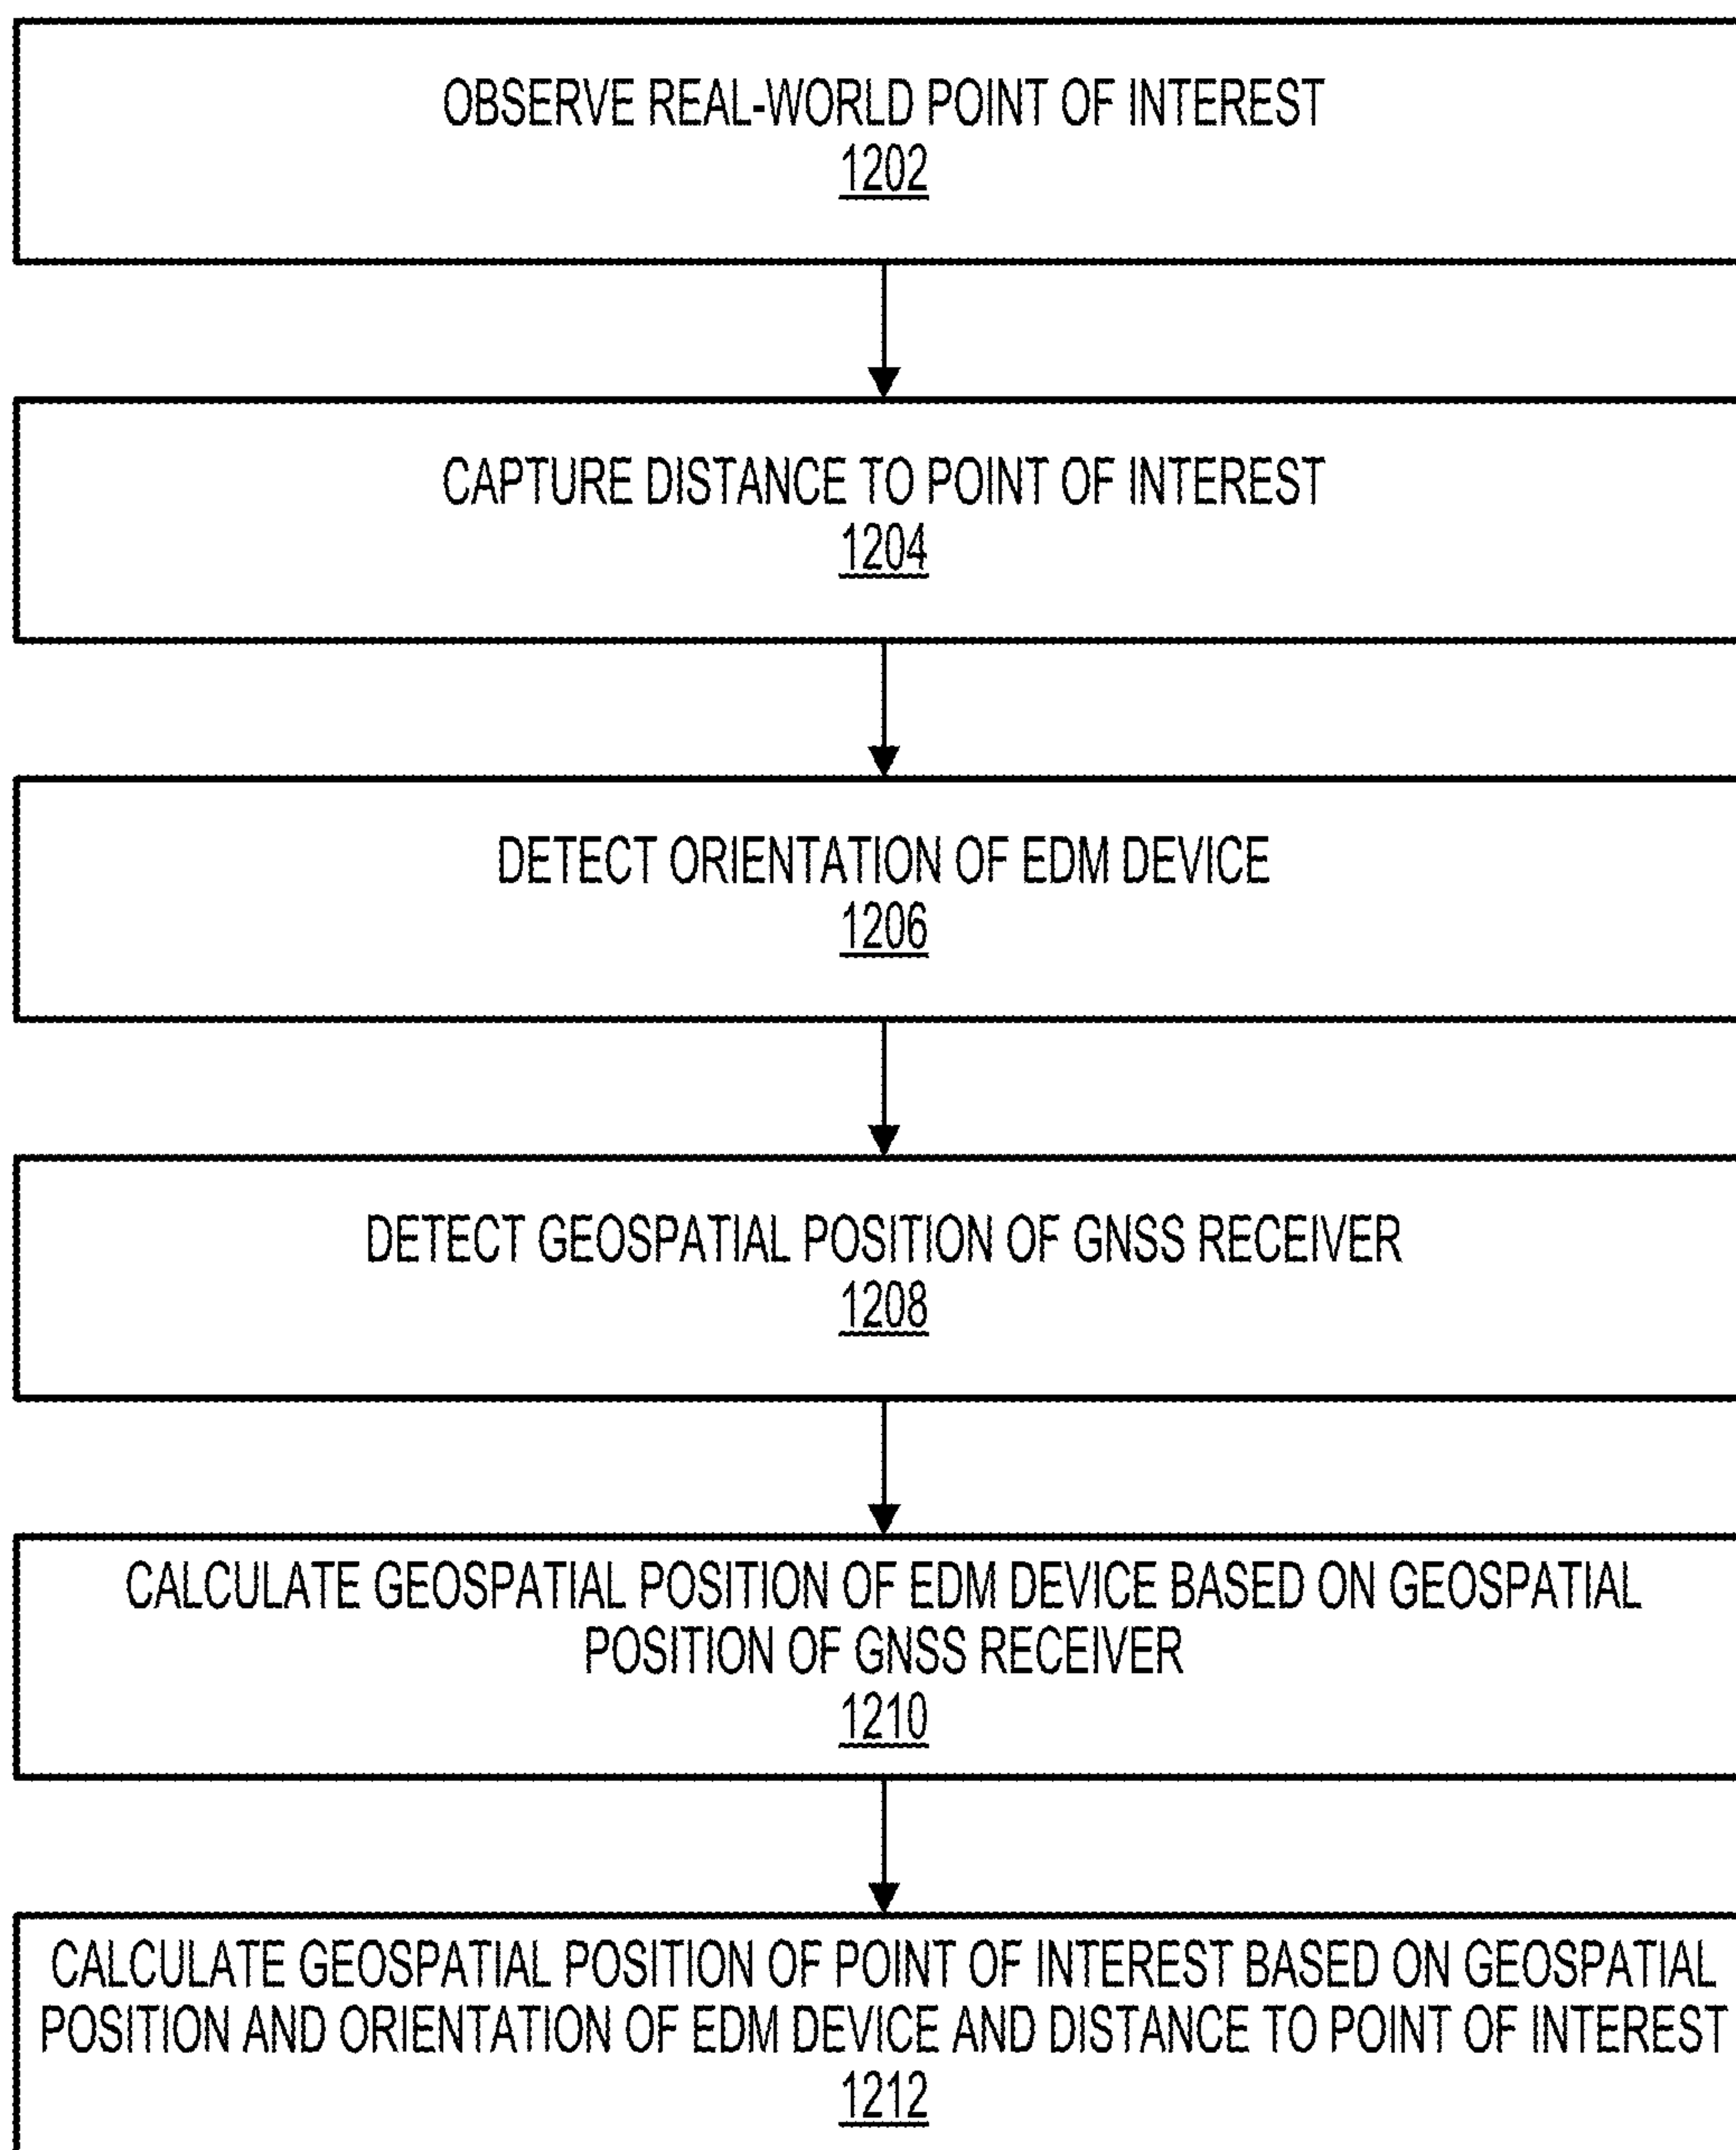 OBSERVE REAL-WORLD POINT OF INTEREST
1202
CAPTURE DISTANCE TO POINT OF INTEREST
1204
DETECT ORIENTATION OF EDM DEVICE
1206
DETECT GEOSPATIAL POSITION OF GNSS RECEIVER
1208
CALCULATE GEOSPATIAL POSITION OF EDM DEVICE BASED ON GEOSPATIAL
POSITION OF GNSS RECEIVER
1210
CALCULATE GEOSPATIAL POSITION OF POINT OF INTEREST BASED ON GEOSPATIAL
POSITION AND ORIENTATION OF EDM DEVICE AND DISTANCE TO POINT OF INTEREST
1212